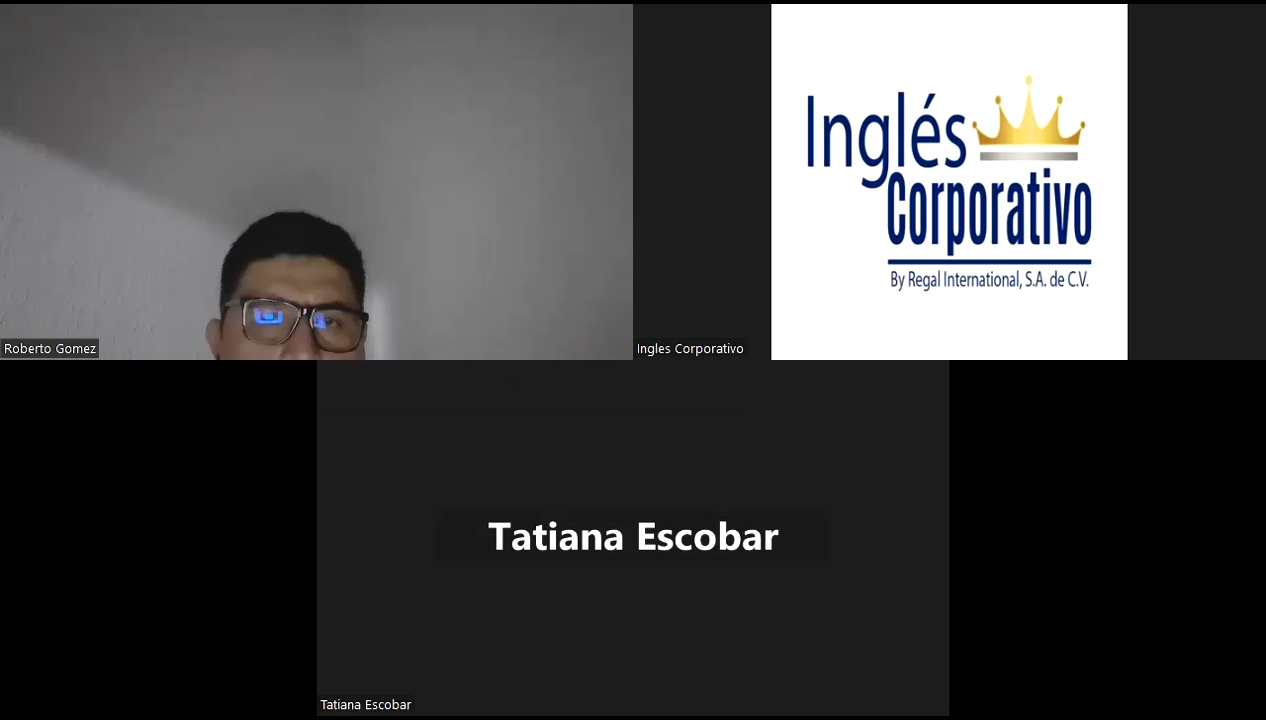 Inglés
Corporativo
By Regal International, S.A. de C.V.
Roberto Gomez
Ingles Corporativo
Tatiana Escobar
Tatiana Escobar